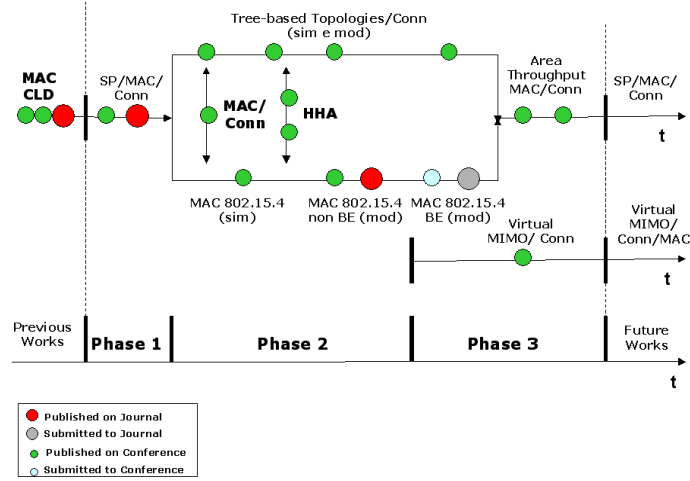 Tree-based Topologies/Conn
(sim e mod)
MAC
CLD
SP/MAC/
Conn
MAC/
Conn
HHA
Area
Throughput
MAC/Conn
SP/MAC/
Conn
t
MAC 802.15.4
(sim)
MAC 802.15.4
non BE (mod)
MAC 802.15.4
BE (mod)
Virtual
MIMO/ Conn
Virtual
MIMO/
Conn/MAC
t
Previous
Works
Phase 1
Phase 2
Phase 3
Future
Works
t
Published on Journal
Submitted to Journal
Published on Conference
Submitted to Conference